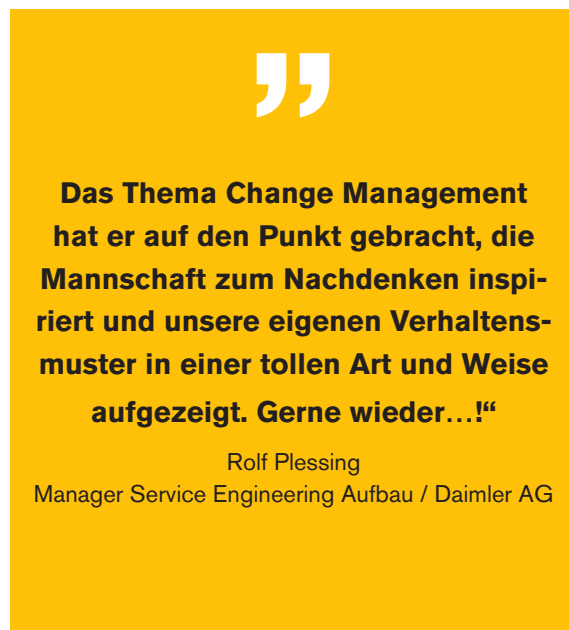 ”
Das Thema Change Management
hat er auf den Punkt gebracht, die
Mannschaft zum Nachdenken inspi-
riert und unsere eigenen Verhaltens-
muster in einer tollen Art und Weise
aufgezeigt. Gerne wieder…!“
Rolf Plessing
Manager Service Engineering Aufbau / Daimler AG